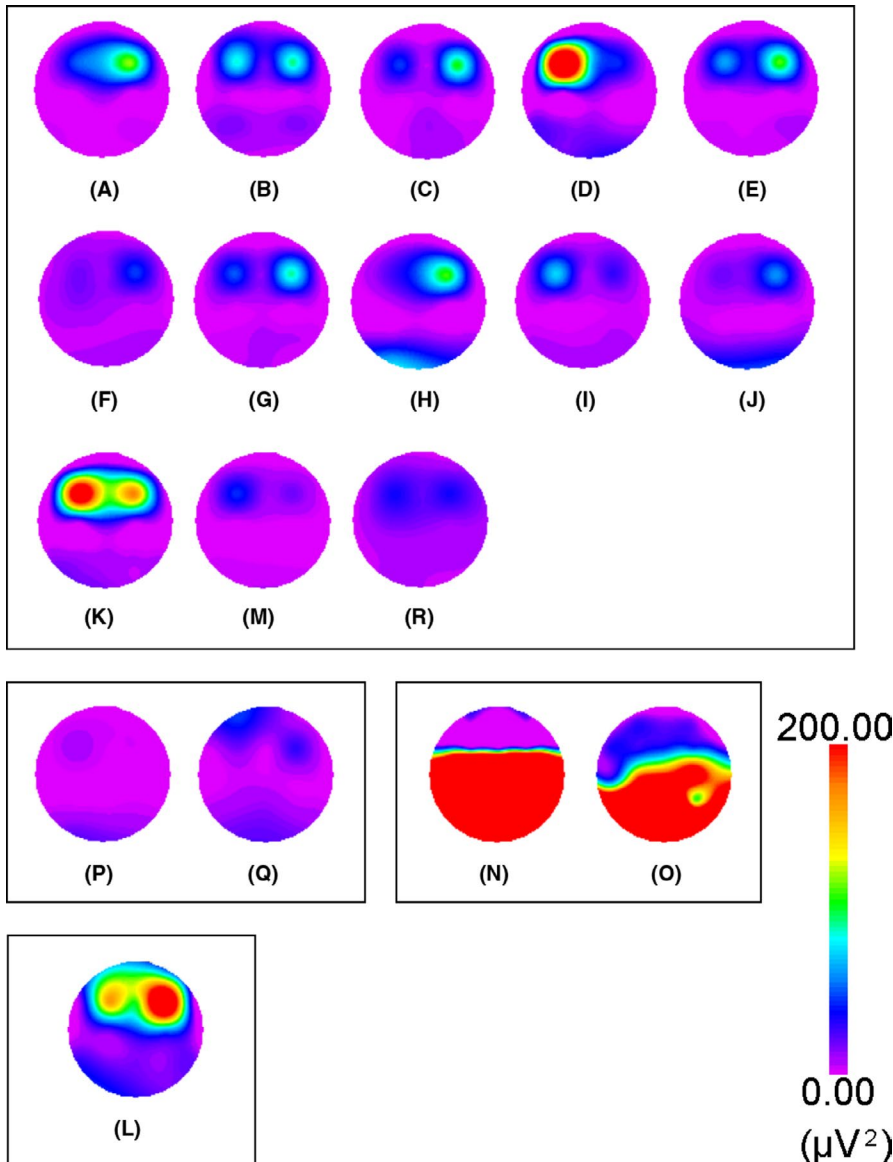 (A) (B) (C) (D) (E)
(F) (G) (H) (I) (J)
(K) (M) (R)
(P) (Q) (N) (O)
200.00
0.00
(µV²)
(L)